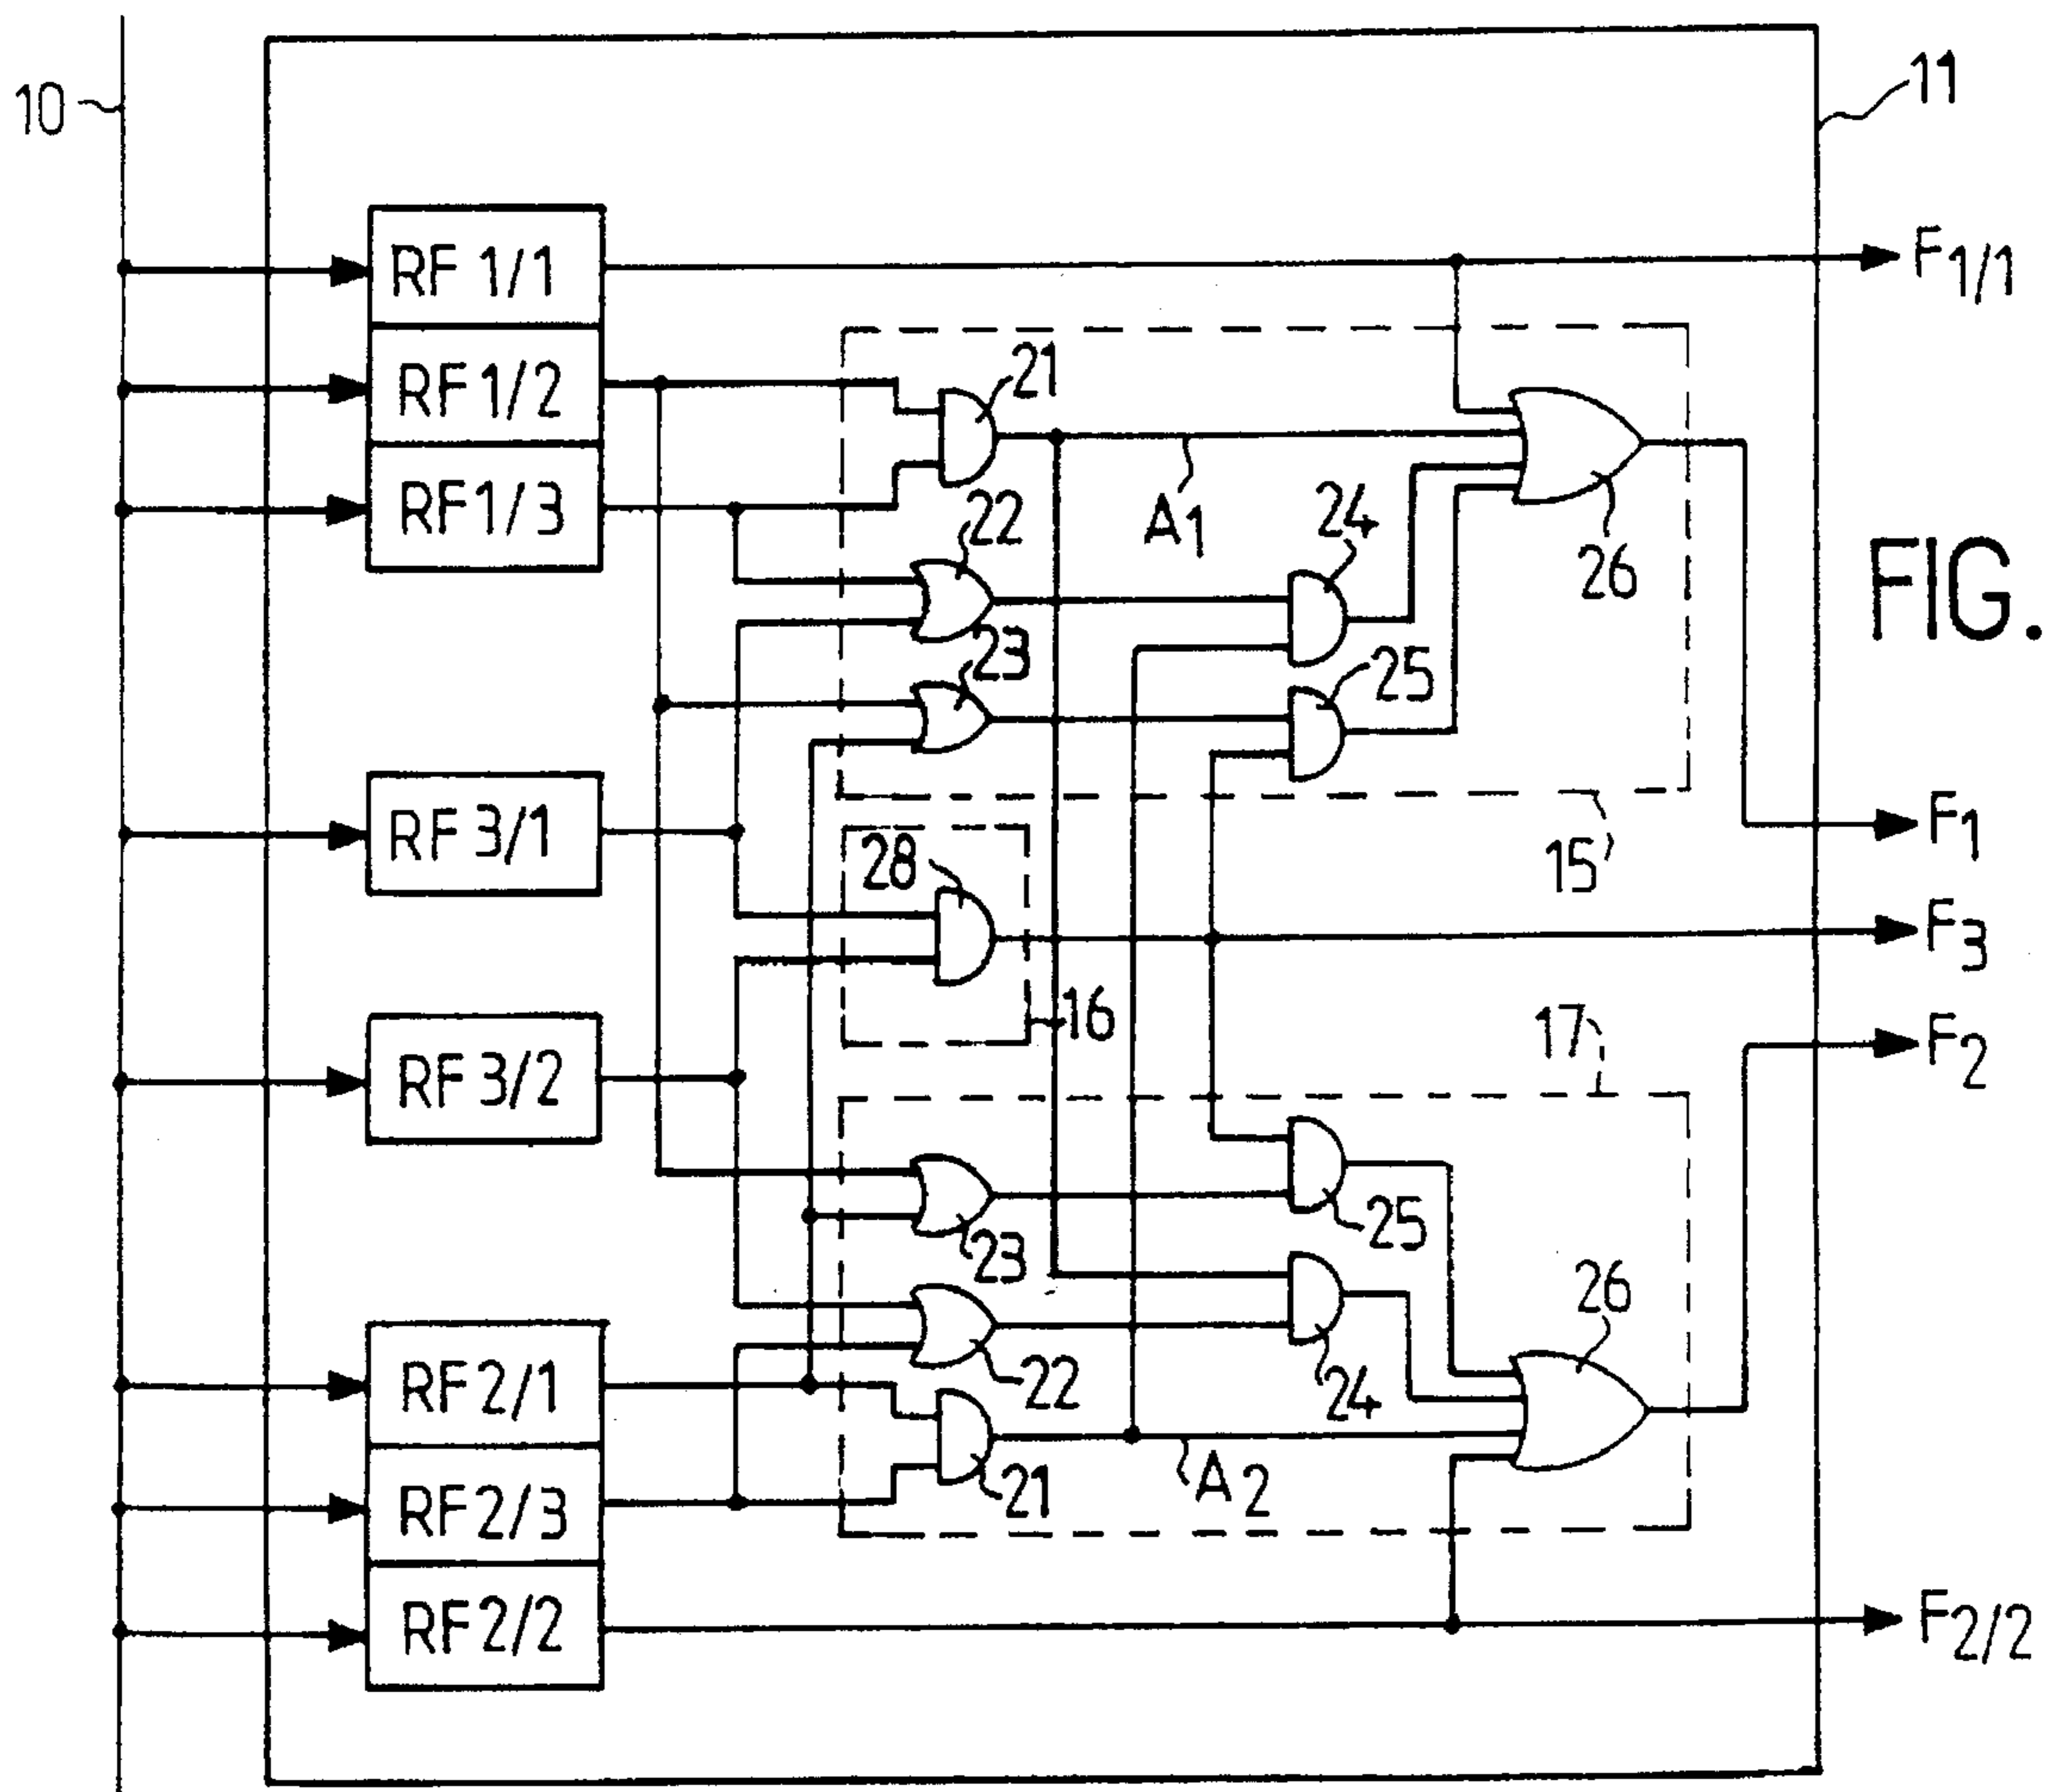 10
11
RF 1/1
F1/1
RF 1/2
21
RF 1/3
22
A1
24
26
FIG.
23
25
RF 3/1
28
15
F1
F3
16
17
F2
RF 3/2
23
25
26
RF 2/1
22
24
21
A2
RF 2/3
RF 2/2
F2/2